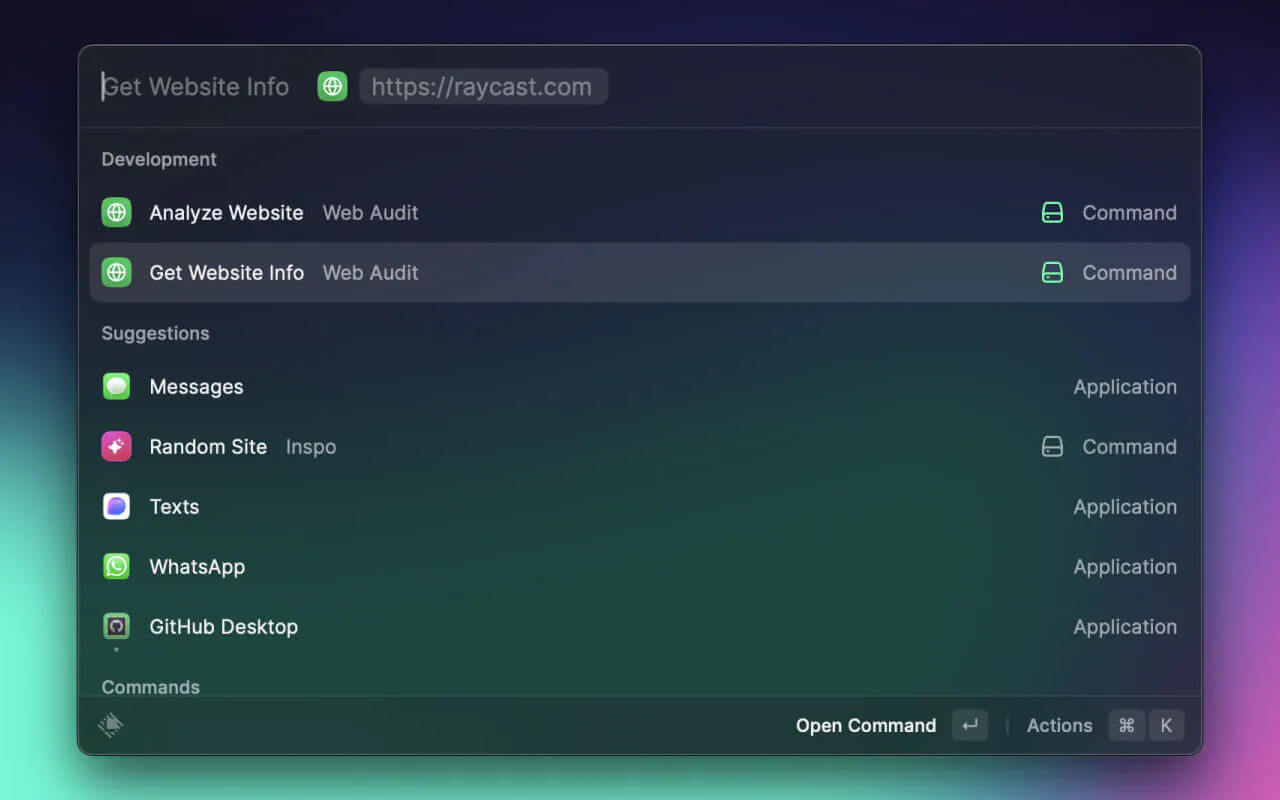 Get Website Info https://raycast.com
Development
Analyze Website Web Audit Command
Get Website Info Web Audit Command
Suggestions
Messages Application
Random Site Inspo Command
Texts Application
WhatsApp Application
GitHub Desktop Application
Commands
Open Command ↵ Actions ⌘ K